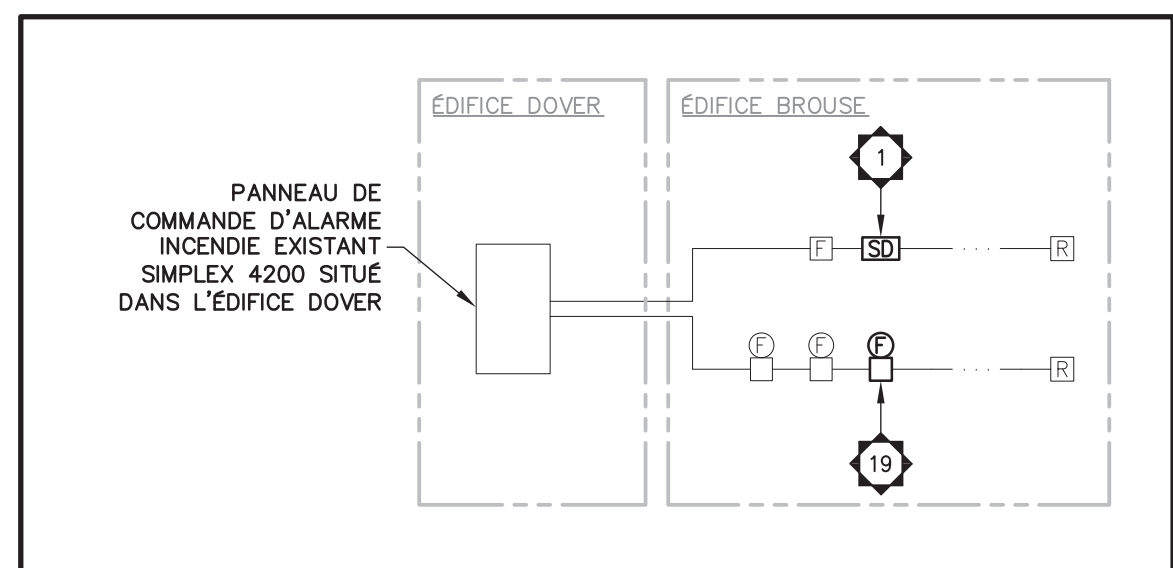 ÉDIFICE DOVER
ÉDIFICE BROUSE
1
PANNEAU DE
COMMANDE D'ALARME
INCENDIE EXISTANT
SIMPLEX 4200 SITUÉ
DANS L'ÉDIFICE DOVER
F
SD
R
F
F
F
R
19